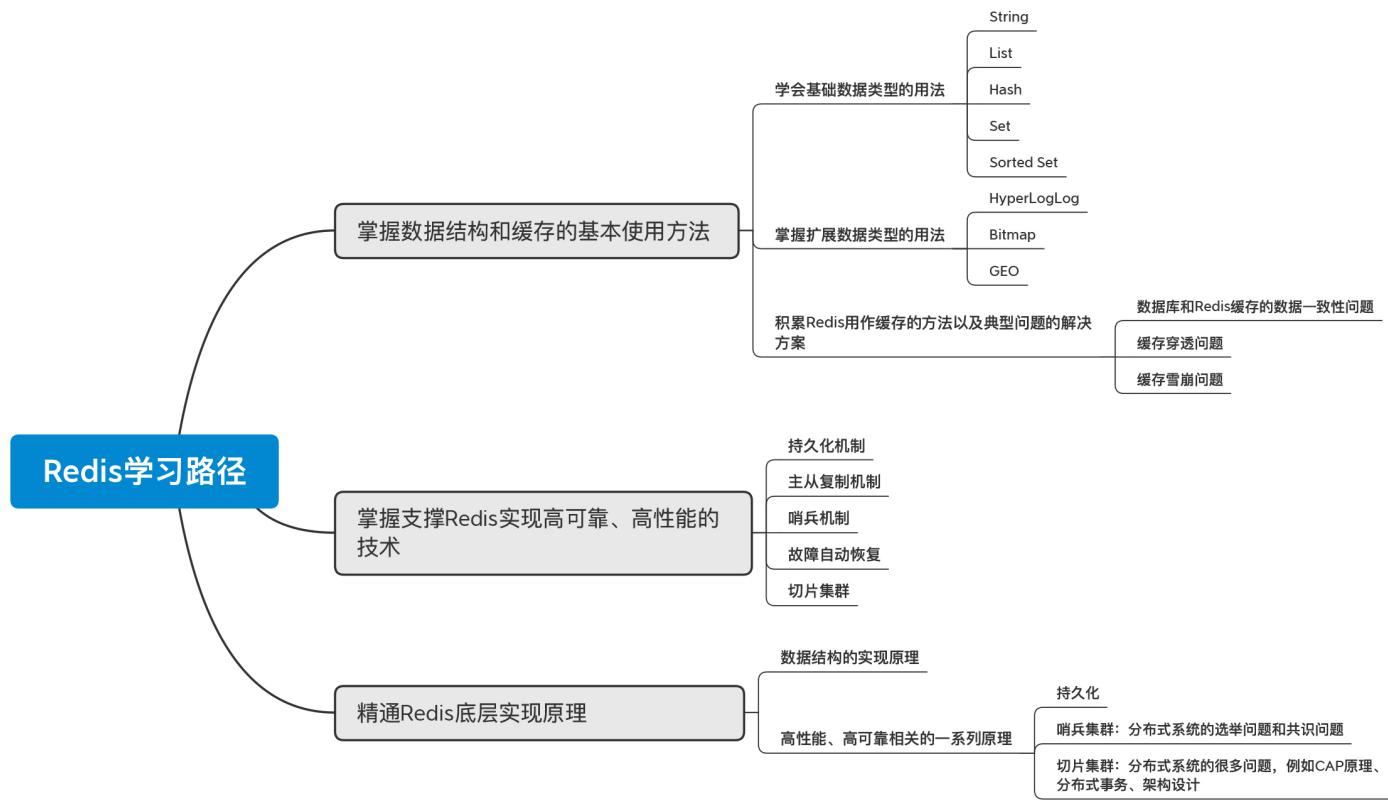 Redis学习路径
掌握数据结构和缓存的基本使用方法
学会基础数据类型的用法
String
List
Hash
Set
Sorted Set
掌握扩展数据类型的用法
HyperLogLog
Bitmap
GEO
积累Redis用作缓存的方法以及典型问题的解决
方案
数据库和Redis缓存的数据一致性问题
缓存穿透问题
缓存雪崩问题
掌握支撑Redis实现高可靠、高性能的
技术
持久化机制
主从复制机制
哨兵机制
故障自动恢复
切片集群
精通Redis底层实现原理
数据结构的实现原理
高性能、高可靠相关的一系列原理
持久化
哨兵集群：分布式系统的选举问题和共识问题
切片集群：分布式系统的很多问题，例如CAP原理、
分布式事务、架构设计